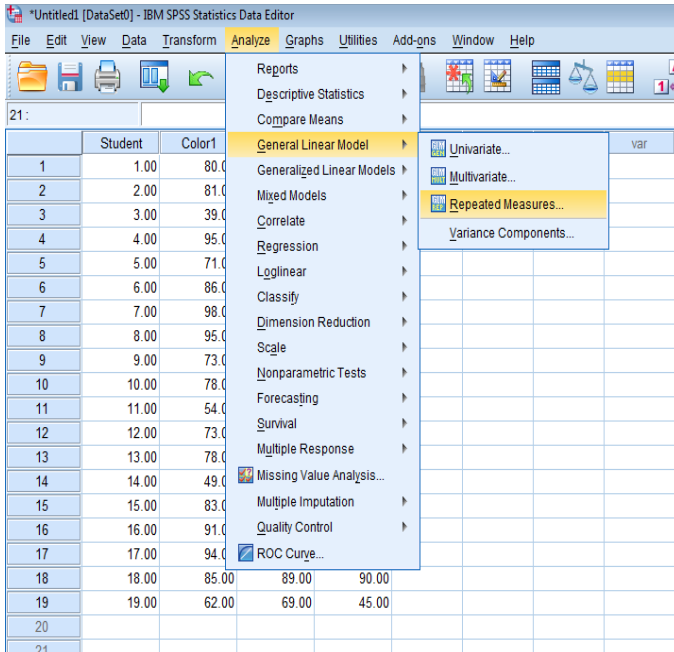 *Untitled1 [DataSet0] - IBM SPSS Statistics Data Editor
File Edit View Data Transform Analyze Graphs Utilities Add-ons Window Help
21 :
Student Color1 var
Reports
Descriptive Statistics
Compare Means
General Linear Model
Generalized Linear Models
Mixed Models
Correlate
Regression
Loglinear
Classify
Dimension Reduction
Scale
Nonparametric Tests
Forecasting
Survival
Multiple Response
Missing Value Analysis...
Multiple Imputation
Quality Control
ROC Curve...
Univariate...
Multivariate...
Repeated Measures...
Variance Components...
1 1.00 80.0
2 2.00 81.0
3 3.00 39.0
4 4.00 95.0
5 5.00 71.0
6 6.00 86.0
7 7.00 98.0
8 8.00 95.0
9 9.00 73.0
10 10.00 78.0
11 11.00 54.0
12 12.00 73.0
13 13.00 78.0
14 14.00 49.0
15 15.00 83.0
16 16.00 91.0
17 17.00 94.0
18 18.00 85.00 89.00 90.00
19 19.00 62.00 69.00 45.00
20
21